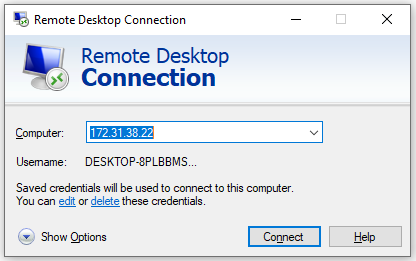 Remote Desktop Connection
Remote Desktop
Connection
Computer: 172.31.38.22
Username: DESKTOP-8PLBBMS...
Saved credentials will be used to connect to this computer.
You can edit or delete these credentials.
Show Options Connect Help